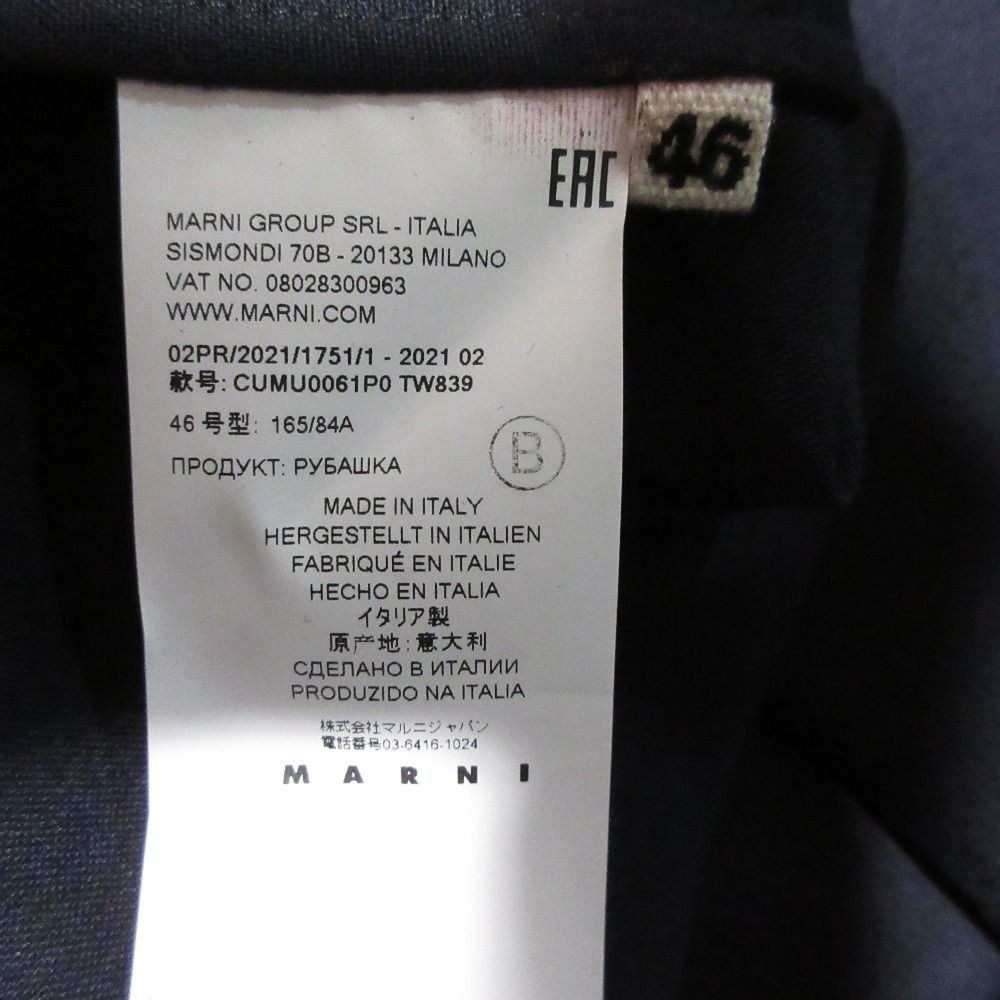 EAC
46
MARNI GROUP SRL - ITALIA
SISMONDI 70B - 20133 MILANO
VAT NO. 08028300963
WWW.MARNI.COM
02PR/2021/1751/1 - 2021 02
款号: CUMU0061P0 TW839
46 号型: 165/84A
B
ПРОДУКТ: РУБАШКА
MADE IN ITALY
HERGESTELLT IN ITALIEN
FABRIQUÉ EN ITALIE
HECHO EN ITALIA
イタリア製
原产地: 意大利
СДЕЛАНО В ИТАЛИИ
PRODUZIDO NA ITALIA
株式会社マルニジャパン
電話番号03-6416-1024
MARNI